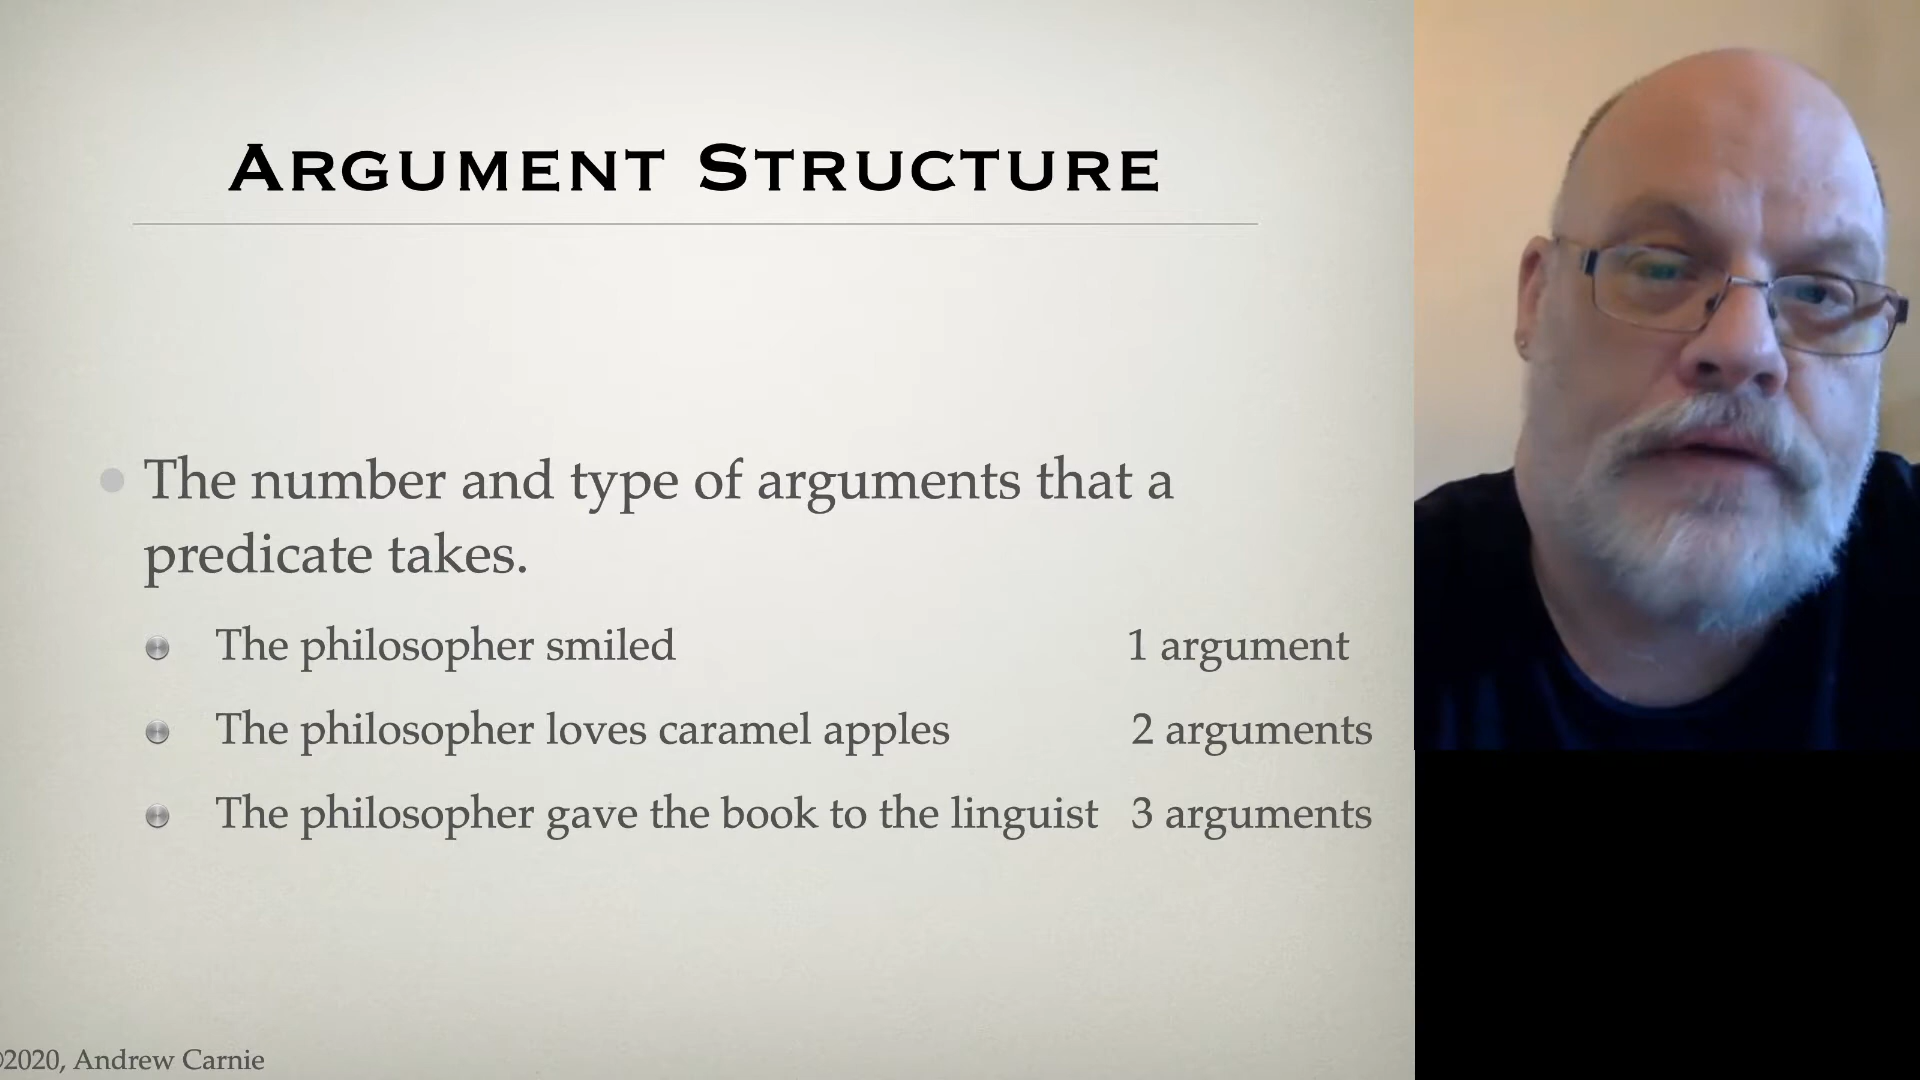 ARGUMENT STRUCTURE
The number and type of arguments that a
predicate takes.
The philosopher smiled 1 argument
The philosopher loves caramel apples 2 arguments
The philosopher gave the book to the linguist 3 arguments
©2020, Andrew Carnie